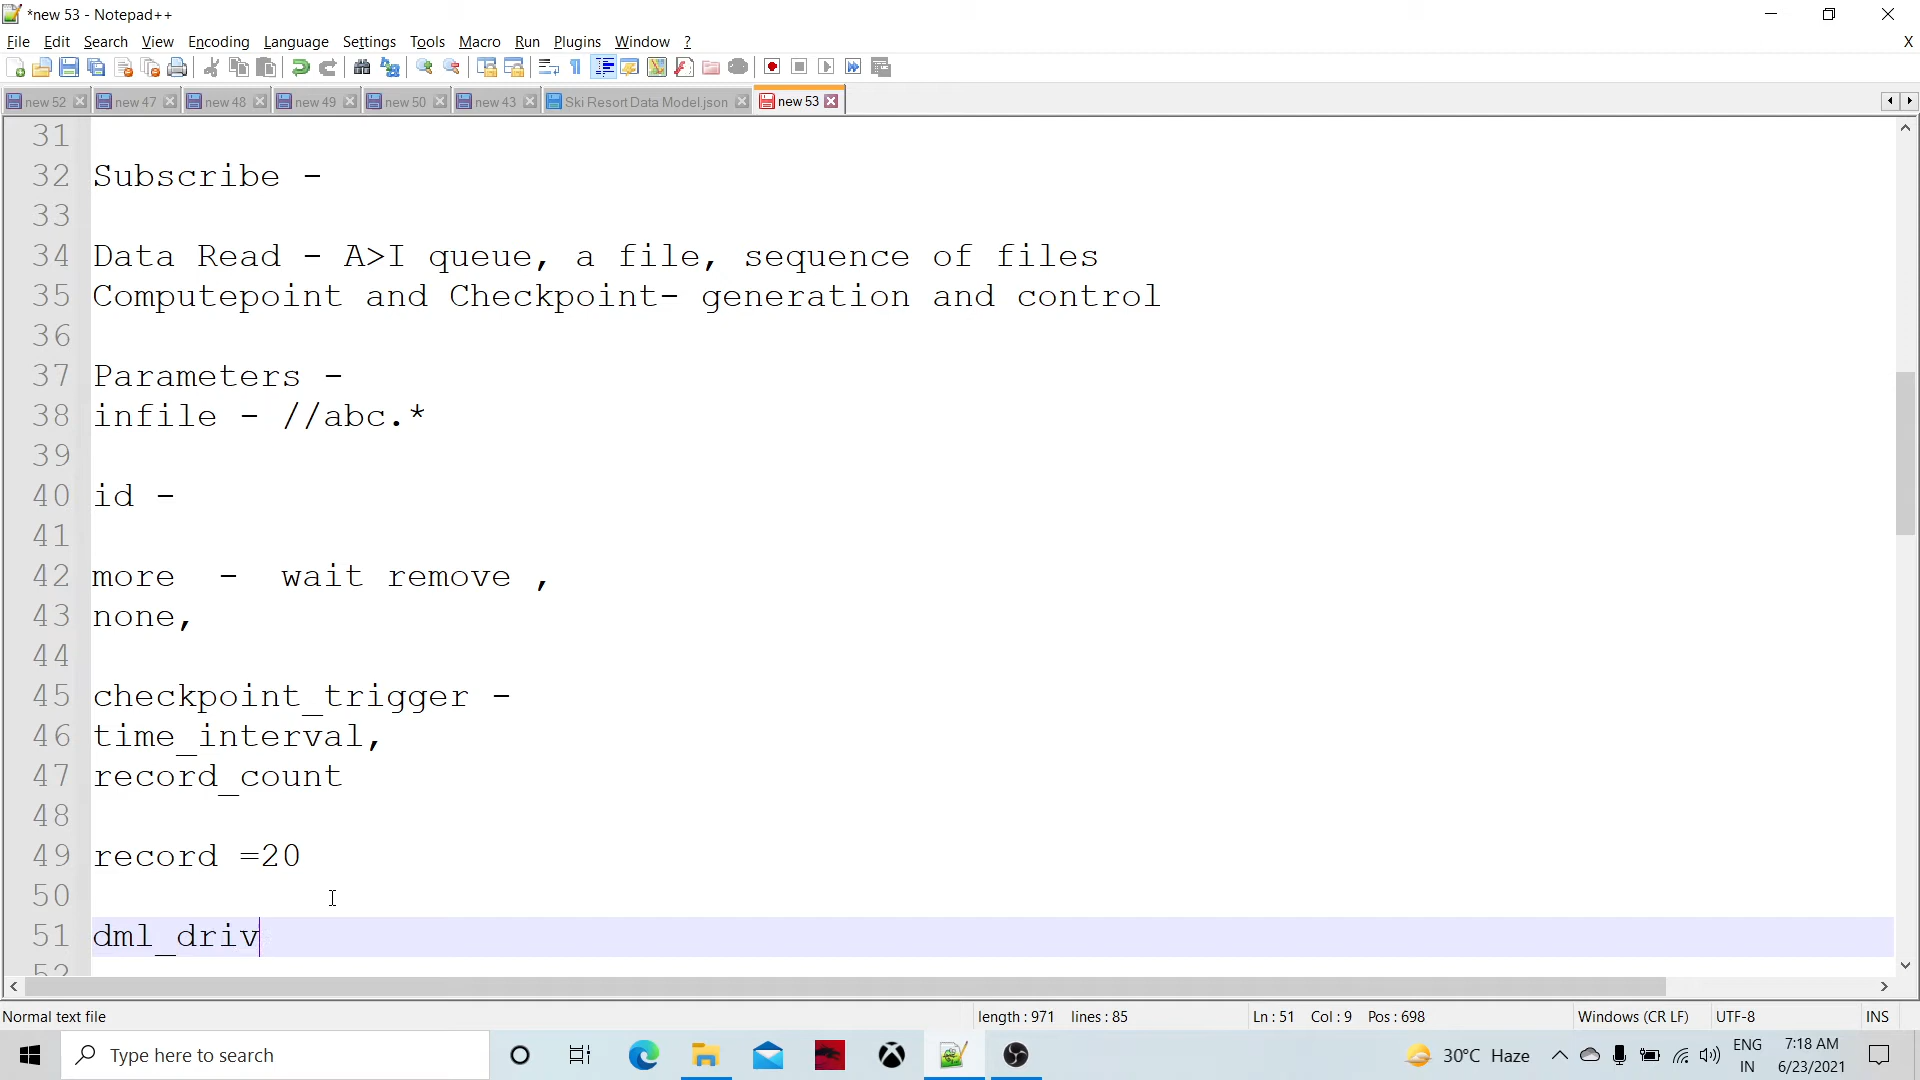 *new 53 - Notepad++
File Edit Search View Encoding Language Settings Tools Macro Run Plugins Window ? X
new 52 new 47 new 48 new 49 new 50 new 43 Ski Resort Data Model.json new 53
31
32 Subscribe -
33
34 Data Read - A>I queue, a file, sequence of files
35 Computepoint and Checkpoint- generation and control
36
37 Parameters -
38 infile - //abc.*
39
40 id -
41
42 more - wait remove ,
43 none,
44
45 checkpoint_trigger -
46 time_interval,
47 record_count
48
49 record =20
50
51 dml_driv
52
Normal text file length : 971 lines : 85 Ln : 51 Col : 9 Pos : 698 Windows (CR LF) UTF-8 INS
Type here to search 30°C Haze ENG IN 7:18 AM 6/23/2021